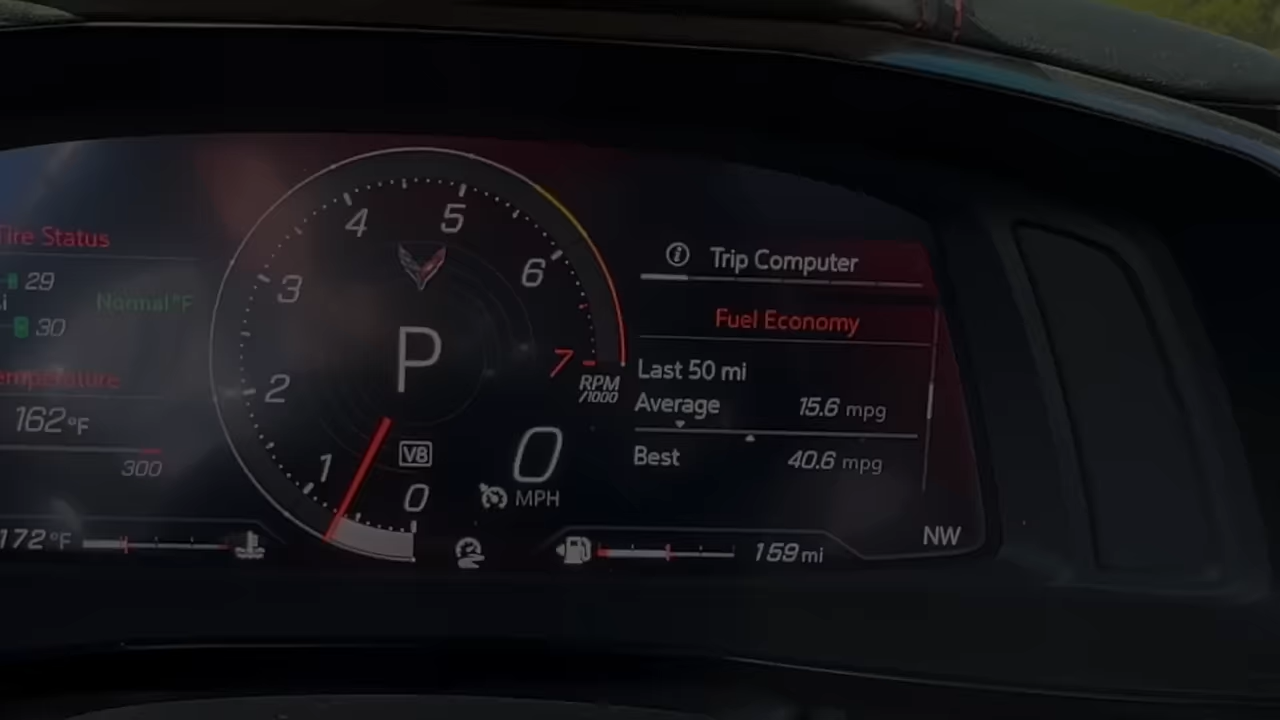 Tire Status
29
Normal °F
30
162 °F
300
172 °F
1
2
3
4
5
6
7
RPM
/1000
P
V8
0
0
MPH
Trip Computer
Fuel Economy
Last 50 mi
Average 15.6 mpg
Best 40.6 mpg
159 mi
NW